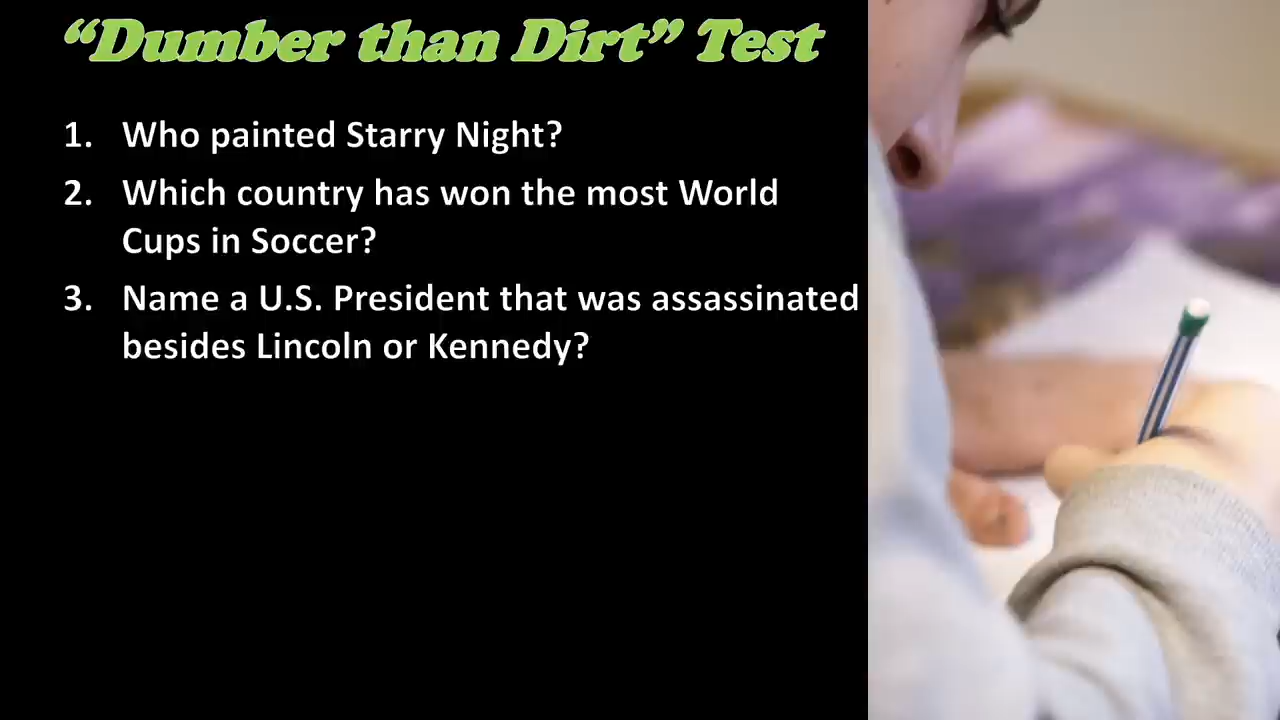 “Dumber than Dirt” Test
1. Who painted Starry Night?
2. Which country has won the most World
Cups in Soccer?
3. Name a U.S. President that was assassinated
besides Lincoln or Kennedy?